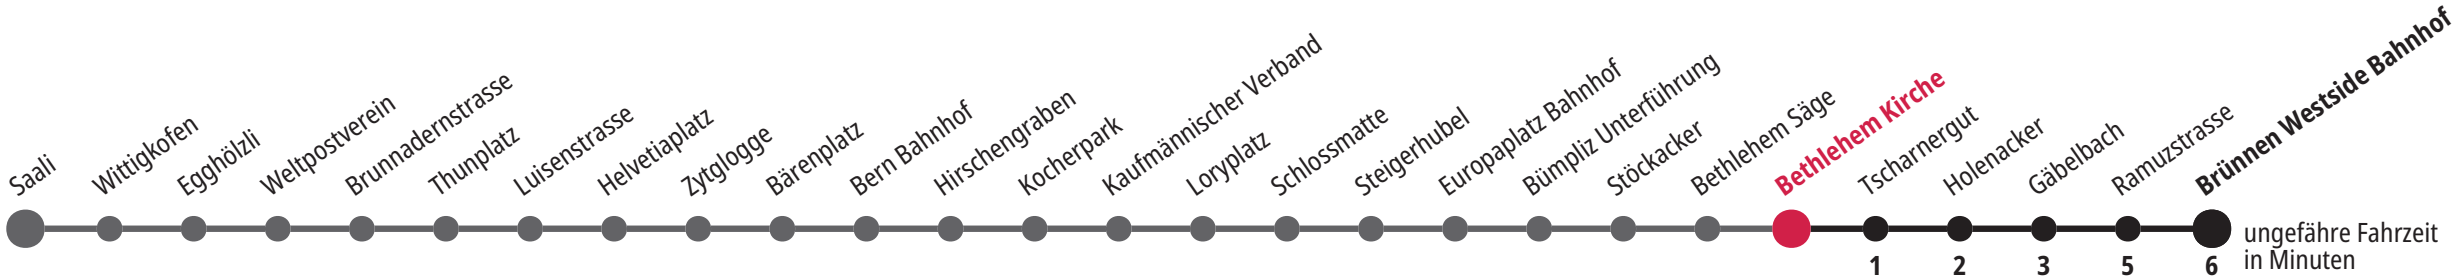 Saali
Wittigkofen
Egghölzli
Weltpostverein
Brunnadernstrasse
Thunplatz
Luisenstrasse
Helvetiaplatz
Zytglogge
Bärenplatz
Bern Bahnhof
Hirschengraben
Kocherpark
Kaufmännischer Verband
Loryplatz
Schlossmatte
Steigerhubel
Europaplatz Bahnhof
Bümpliz Unterführung
Stöckacker
Bethlehem Säge
Bethlehem Kirche
Tscharnergut
Holenacker
Gäbelbach
Ramuzstrasse
Brünnen Westside Bahnhof
1 2 3 5 6
ungefähre Fahrzeit
in Minuten